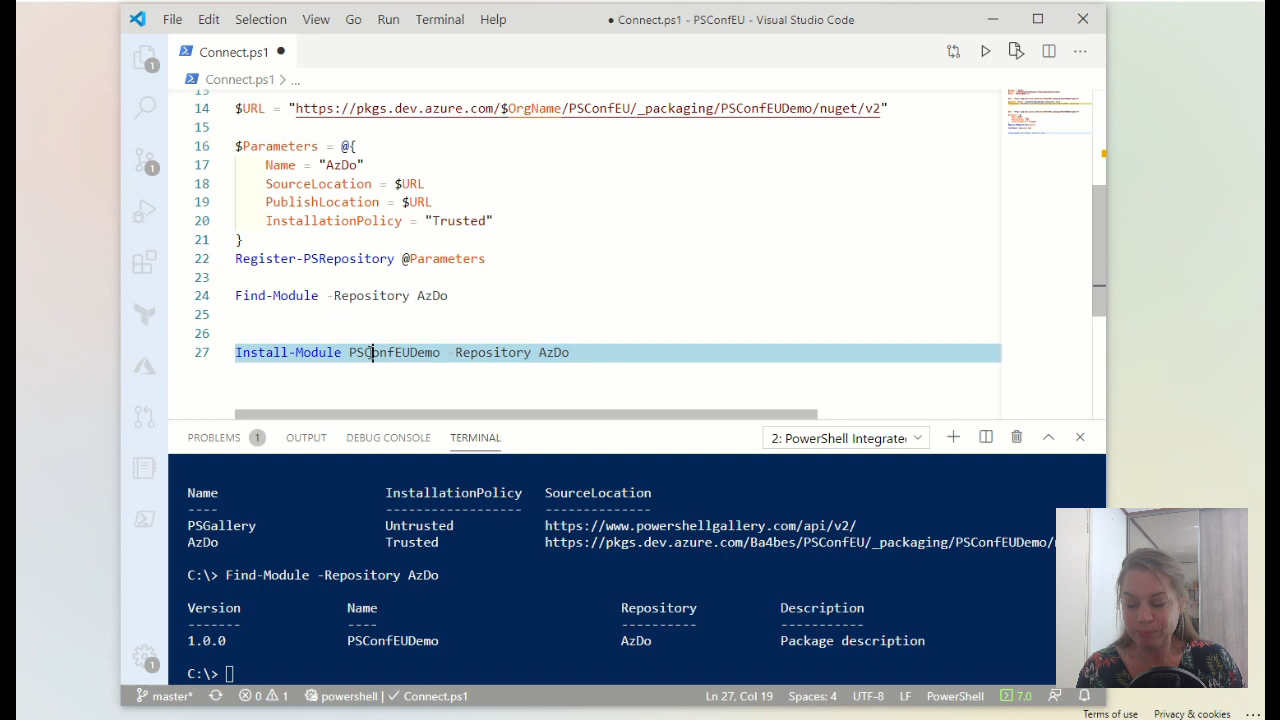 File Edit Selection View Go Run Terminal Help ● Connect.ps1 - PSConfEU - Visual Studio Code
Connect.ps1 ●
Connect.ps1 > ...
13
14 $URL = "https://pkgs.dev.azure.com/$OrgName/PSConfEU/_packaging/PSConfEUDemo/nuget/v2"
15
16 $Parameters = @{
17 Name = "AzDo"
18 SourceLocation = $URL
19 PublishLocation = $URL
20 InstallationPolicy = "Trusted"
21 }
22 Register-PSRepository @Parameters
23
24 Find-Module -Repository AzDo
25
26
27 Install-Module PSConfEUDemo -Repository AzDo
PROBLEMS 1 OUTPUT DEBUG CONSOLE TERMINAL 2: PowerShell Integrate
Name InstallationPolicy SourceLocation
---- ------------------ --------------
PSGallery Untrusted https://www.powershellgallery.com/api/v2/
AzDo Trusted https://pkgs.dev.azure.com/Ba4bes/PSConfEU/_packaging/PSConfEUDemo/
C:\> Find-Module -Repository AzDo
Version Name Repository Description
------- ---- ---------- -----------
1.0.0 PSConfEUDemo AzDo Package description
C:\>
master* 0 1 powershell Connect.ps1 Ln 27, Col 19 Spaces: 4 UTF-8 LF PowerShell 7.0
Terms of use Privacy & cookies ...